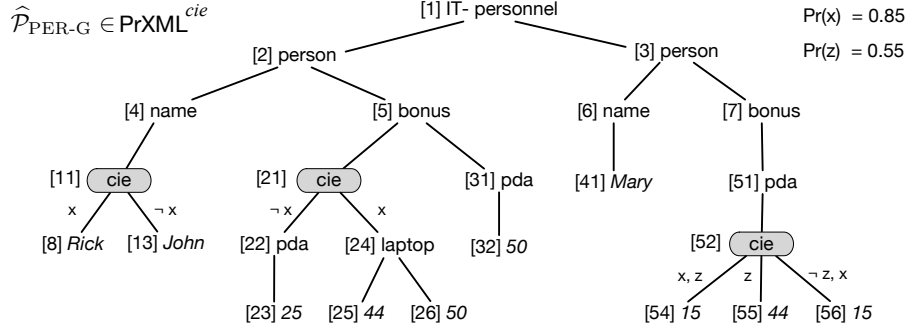 P̂PER-G ∈ PrXML^cie
[1] IT- personnel
Pr(x) = 0.85
Pr(z) = 0.55
[2] person
[3] person
[4] name
[5] bonus
[6] name
[7] bonus
[11] cie
[21] cie
[31] pda
[41] Mary
[51] pda
x
¬ x
¬ x
x
[8] Rick
[13] John
[22] pda
[24] laptop
[32] 50
[52] cie
x, z
z
¬ z, x
[23] 25
[25] 44
[26] 50
[54] 15
[55] 44
[56] 15